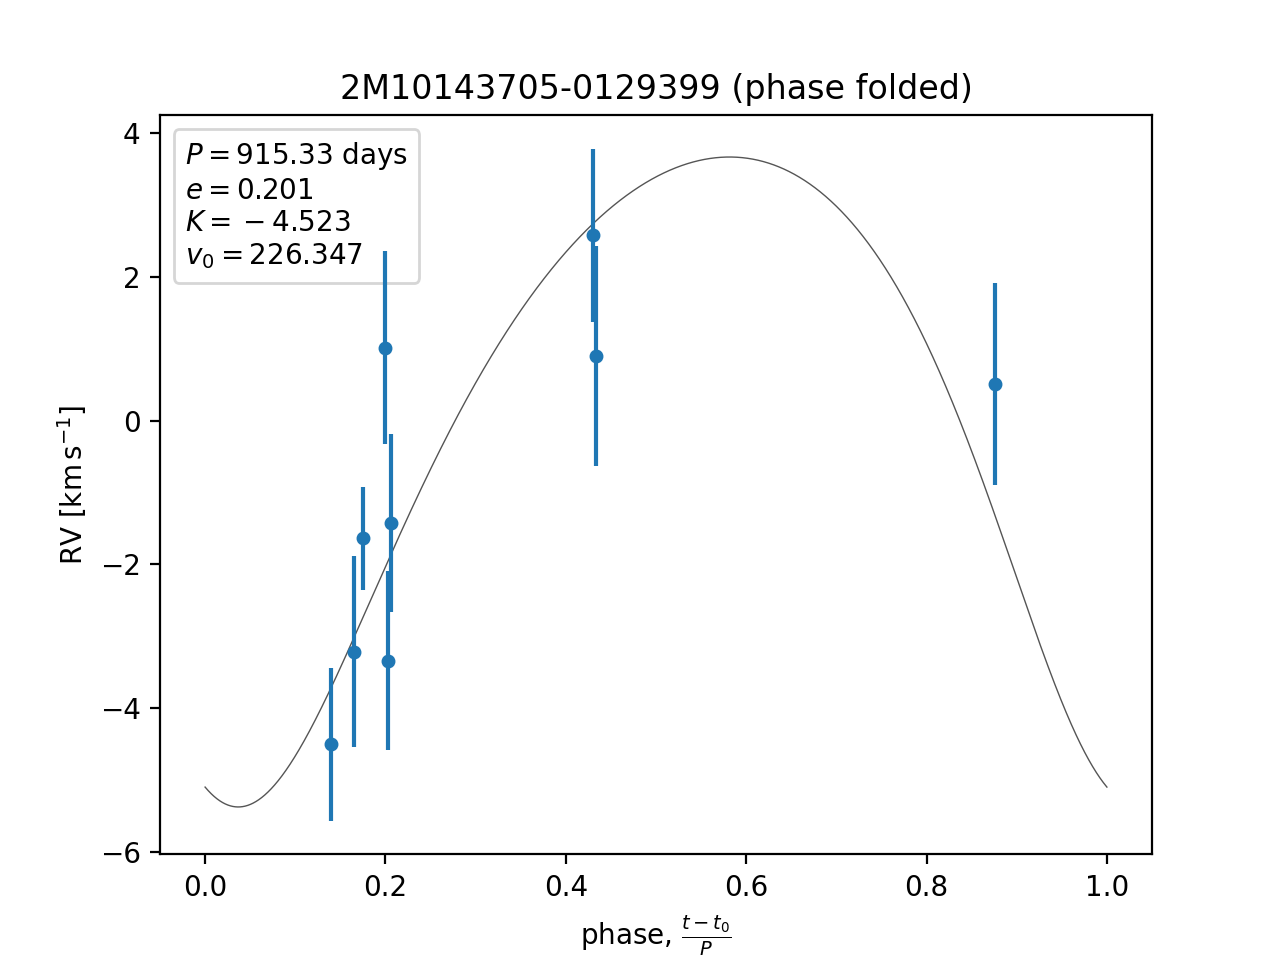 2M10143705-0129399 (phase folded)
P = 915.33 days
e = 0.201
K = −4.523
v₀ = 226.347
4
2
0
−2
−4
−6
RV [km s⁻¹]
0.0 0.2 0.4 0.6 0.8 1.0
phase, (t − t₀)/P